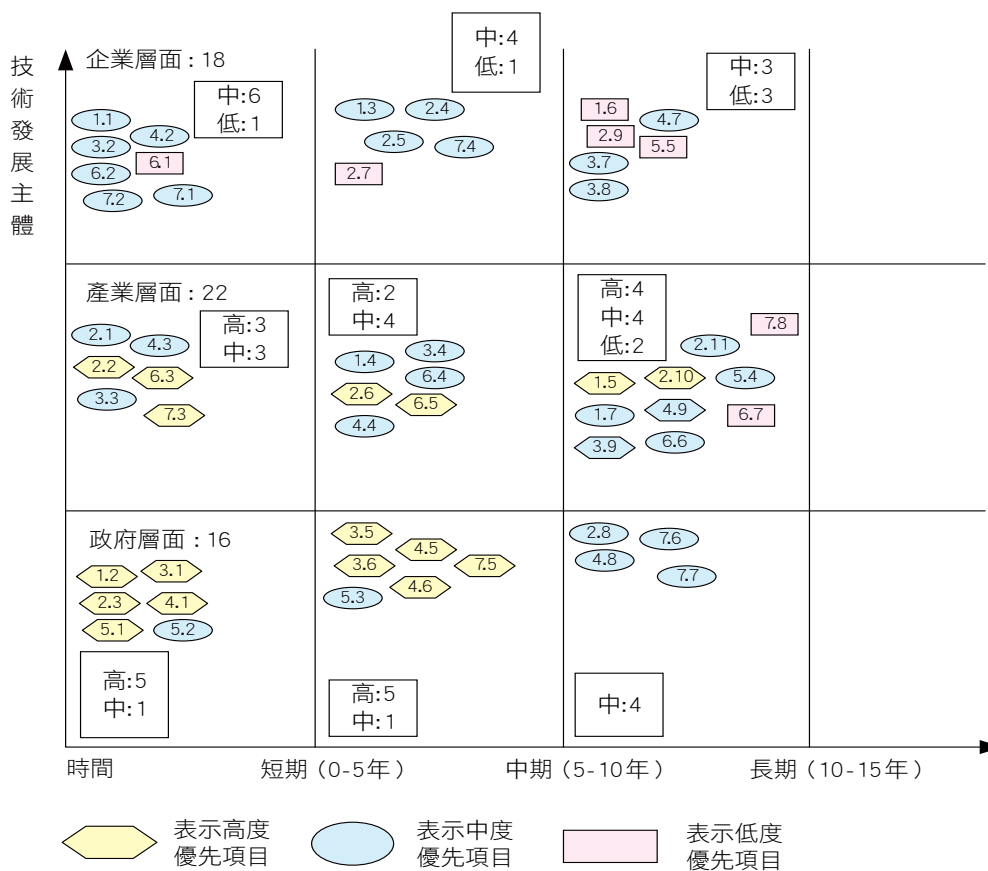 技術發展主體
企業層面：18
中:6
低:1
1.1
4.2
3.2
6.1
6.2
7.2
7.1
中:4
低:1
1.3
2.4
2.5
7.4
2.7
中:3
低:3
1.6
4.7
2.9
5.5
3.7
3.8
產業層面：22
高:3
中:3
2.1
4.3
2.2
6.3
3.3
7.3
高:2
中:4
1.4
3.4
6.4
2.6
6.5
4.4
高:4
中:4
低:2
7.8
2.11
1.5
2.10
5.4
1.7
4.9
6.7
3.9
6.6
政府層面：16
1.2
3.1
2.3
4.1
5.1
5.2
高:5
中:1
3.5
4.5
3.6
7.5
4.6
5.3
高:5
中:1
2.8
7.6
4.8
7.7
中:4
時間
短期(0-5年)
中期(5-10年)
長期(10-15年)
表示高度
優先項目
表示中度
優先項目
表示低度
優先項目